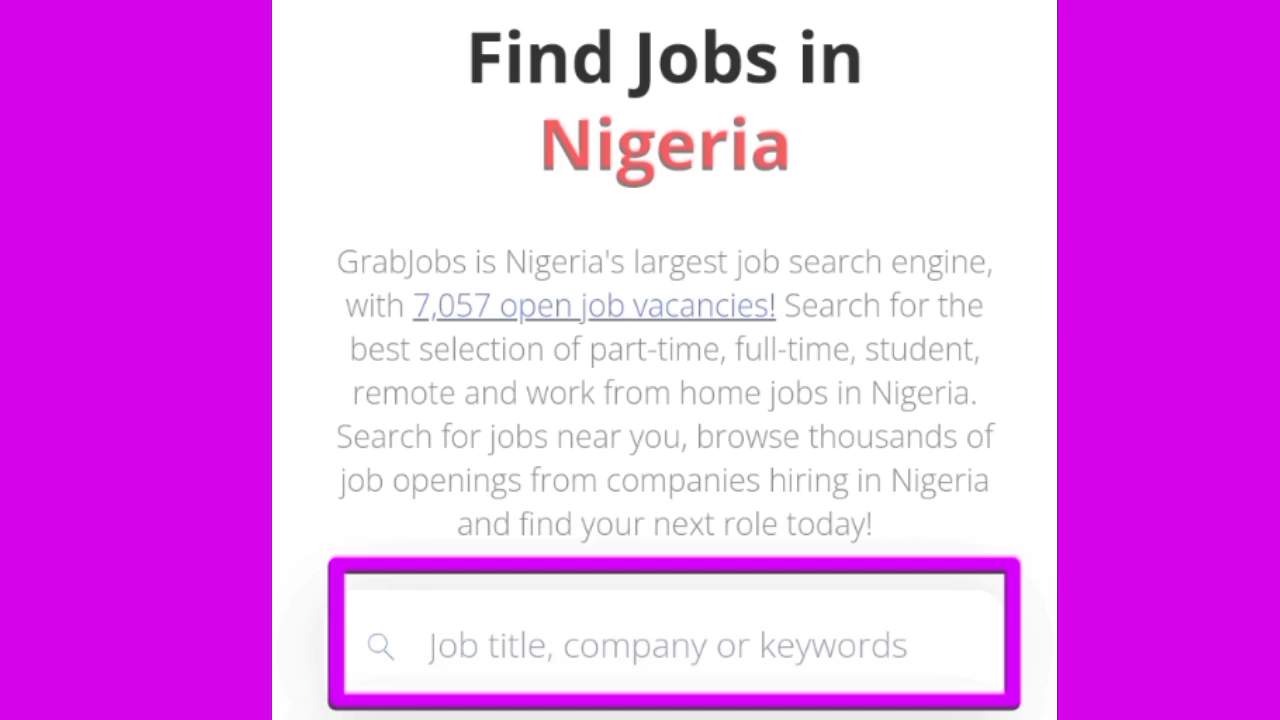 Find Jobs in
Nigeria
GrabJobs is Nigeria's largest job search engine,
with 7,057 open job vacancies! Search for the
best selection of part-time, full-time, student,
remote and work from home jobs in Nigeria.
Search for jobs near you, browse thousands of
job openings from companies hiring in Nigeria
and find your next role today!
Job title, company or keywords